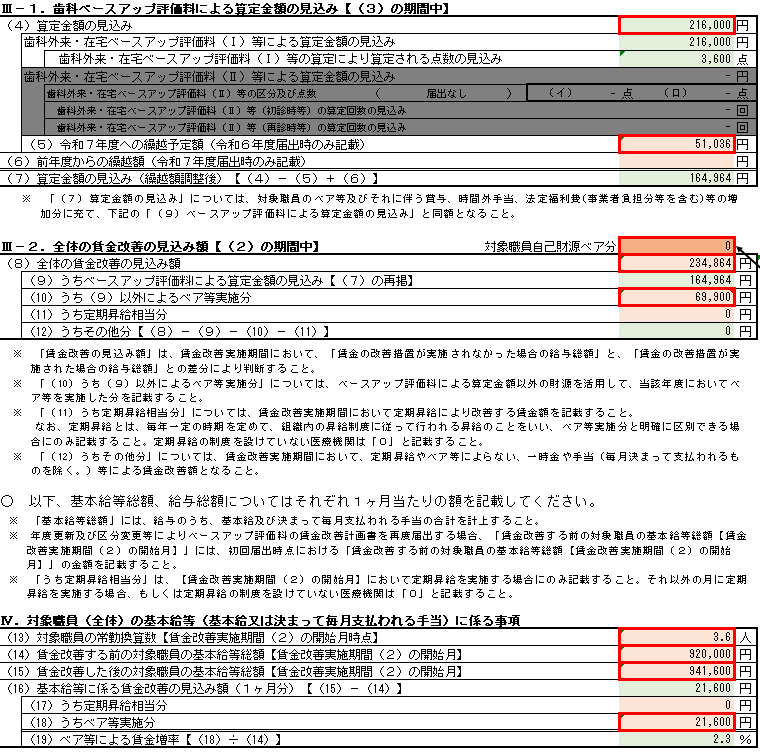 Ⅲ－１．歯科ベースアップ評価料による算定金額の見込み【（３）の期間中】
（４）算定金額の見込み 216,000 円
歯科外来・在宅ベースアップ評価料（Ⅰ）等による算定金額の見込み 216,000 円
歯科外来・在宅ベースアップ評価料（Ⅰ）等の算定により算定される点数の見込み 3,600 点
歯科外来・在宅ベースアップ評価料（Ⅱ）等による算定金額の見込み - 円
歯科外来・在宅ベースアップ評価料（Ⅱ）等の区分及び点数 （ 届出なし ） （イ） - 点 （ロ） - 点
歯科外来・在宅ベースアップ評価料（Ⅱ）等（初診時等）の算定回数の見込み - 回
歯科外来・在宅ベースアップ評価料（Ⅱ）等（再診時等）の算定回数の見込み - 回
（５）令和７年度への繰越予定額（令和６年度届出時のみ記載） 51,036 円
（６）前年度からの繰越額（令和７年度届出時のみ記載） 円
（７）算定金額の見込み（繰越額調整後）【（４）－（５）＋（６）】 164,964 円
※ 「（７）算定金額の見込み」については、対象職員のベア等及びそれに伴う賞与、時間外手当、法定福利費(事業者負担分等を含む)等の増
加分に充て、下記の「（９）ベースアップ評価料による算定金額の見込み」と同額となること。
Ⅲ－２．全体の賃金改善の見込み額【（２）の期間中】 対象職員自己財源ベア分 0
（８）全体の賃金改善の見込み額 234,864 円
（９）うちベースアップ評価料による算定金額の見込み【（７）の再掲】 164,964 円
（10）うち（９）以外によるベア等実施分 69,900 円
（11）うち定期昇給相当分 0 円
（12）うちその他分【（８）－（９）－（10）－（11）】 0 円
※ 「賃金改善の見込み額」は、賃金改善実施期間において、「賃金の改善措置が実施されなかった場合の給与総額」と、「賃金の改善措置が実
施された場合の給与総額」との差分により判断すること。
※ 「（10）うち（９）以外によるベア等実施分」については、ベースアップ評価料による算定金額以外の財源を活用して、当該年度においてベ
ア等を実施した分を記載すること。
※ 「（11）うち定期昇給相当分」については、賃金改善実施期間において定期昇給により改善する賃金額を記載すること。
なお、定期昇給とは、毎年一定の時期を定めて、組織内の昇給制度に従って行われる昇給のことをいい、ベア等実施分と明確に区別できる場
合にのみ記載すること。定期昇給の制度を設けていない医療機関は「０」と記載すること。
※ 「（12）うちその他分」については、賃金改善実施期間において、定期昇給やベア等によらない、一時金や手当（毎月決まって支払われるも
のを除く。）等による賃金改善額となること。
○ 以下、基本給等総額、給与総額についてはそれぞれ１ヶ月当たりの額を記載してください。
※ 「基本給等総額」には、給与のうち、基本給及び決まって毎月支払われる手当の合計を計上すること。
※ 年度更新及び区分変更等によりベースアップ評価料の賃金改善計画書を再度届出する場合、「賃金改善する前の対象職員の基本給等総額【賃金
改善実施期間（２）の開始月】」には、初回届出時点における「賃金改善する前の対象職員の基本給等総額【賃金改善実施期間（２）の開始
月】」の金額を記載すること。
※ 「うち定期昇給相当分」は、【賃金改善実施期間（２）の開始月】において定期昇給を実施する場合にのみ記載すること。それ以外の月に定期
昇給を実施する場合、もしくは定期昇給の制度を設けていない医療機関は「０」と記載すること。
Ⅳ．対象職員（全体）の基本給等（基本給又は決まって毎月支払われる手当）に係る事項
（13）対象職員の常勤換算数【賃金改善実施期間（２）の開始月時点】 3.6 人
（14）賃金改善する前の対象職員の基本給等総額【賃金改善実施期間（２）の開始月】 920,000 円
（15）賃金改善した後の対象職員の基本給等総額【賃金改善実施期間（２）の開始月】 941,600 円
（16）基本給等に係る賃金改善の見込み額（１ヶ月分）【（15）－（14）】 21,600 円
（17）うち定期昇給相当分 0 円
（18）うちベア等実施分 21,600 円
（19）ベア等による賃金増率【（18）÷（14）】 2.3 ％